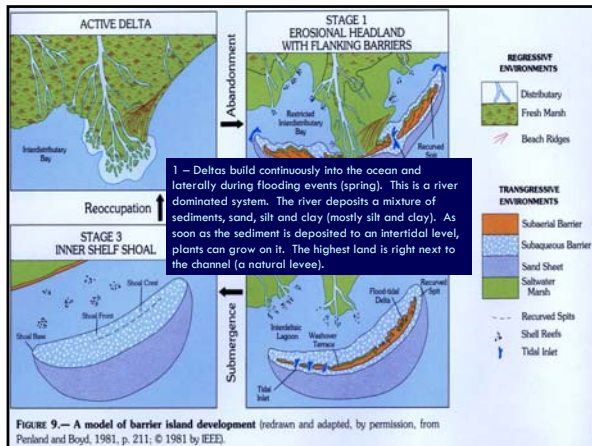 ACTIVE DELTA
Interdistributary
Bay
Abandonment
STAGE 1
EROSIONAL HEADLAND
WITH FLANKING BARRIERS
Restricted
Interdistributary
Bay
Recurved
Spit
REGRESSIVE
ENVIRONMENTS
Distributary
Fresh Marsh
Beach Ridges
1 – Deltas build continuously into the ocean and
laterally during flooding events (spring). This is a river
dominated system. The river deposits a mixture of
sediments, sand, silt and clay (mostly silt and clay). As
soon as the sediment is deposited to an intertidal level,
plants can grow on it. The highest land is right next to
the channel (a natural levee).
Reoccupation
TRANSGRESSIVE
ENVIRONMENTS
Subaerial Barrier
Subaqueous Barrier
Sand Sheet
Saltwater
Marsh
Recurved Spits
Shell Reefs
Tidal Inlet
STAGE 3
INNER SHELF SHOAL
Shoal Crest
Shoal Front
Shoal Base
Submergence
Interdeltaic
Lagoon
Flood-tidal
Delta
Recurved
Spit
Washover
Terrace
Tidal
Inlet
FIGURE 9.— A model of barrier island development (redrawn and adapted, by permission, from
Penland and Boyd, 1981, p. 211; © 1981 by IEEE).